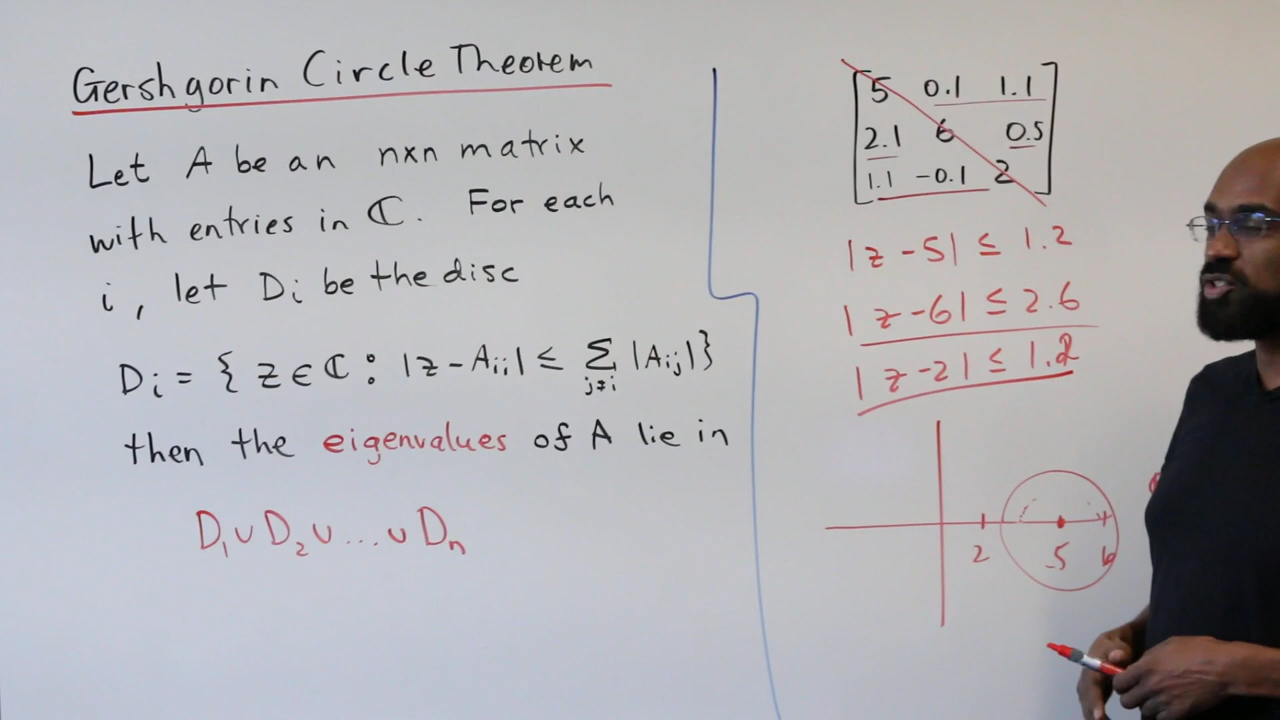 Gershgorin Circle Theorem
Let A be an n×n matrix
with entries in ℂ. For each
i, let Di be the disc
Di = { z ∈ ℂ : |z - Aii| ≤ ∑ j≠i |Aij| }
then the eigenvalues of A lie in
D1 ∪ D2 ∪ ... ∪ Dn
5 0.1 1.1
2.1 6 0.5
1.1 -0.1 2
|z - 5| ≤ 1.2
|z - 6| ≤ 2.6
|z - 2| ≤ 1.2
2 5 6